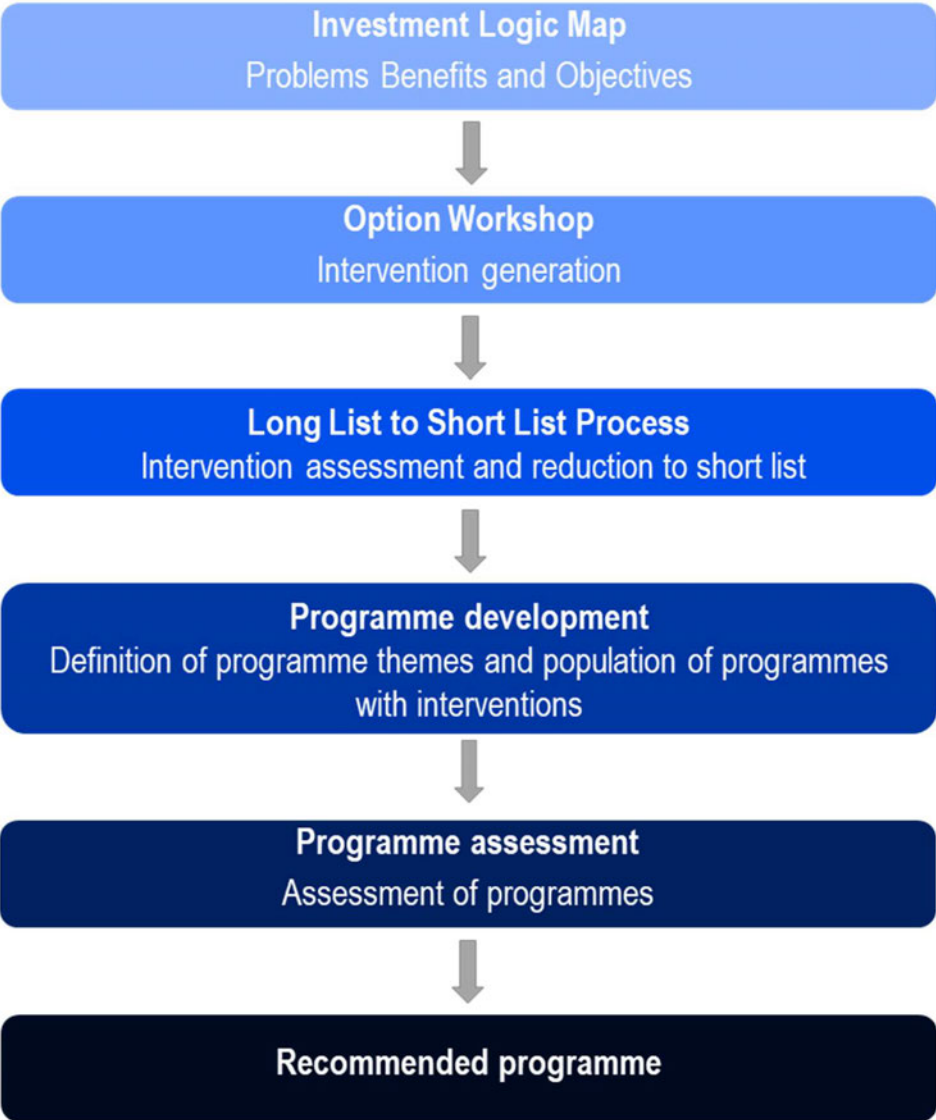 Investment Logic Map
Problems Benefits and Objectives
Option Workshop
Intervention generation
Long List to Short List Process
Intervention assessment and reduction to short list
Programme development
Definition of programme themes and population of programmes
with interventions
Programme assessment
Assessment of programmes
Recommended programme